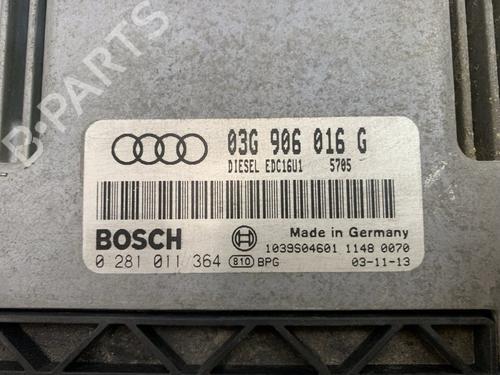 B-PARTS
03G 906 016 G
DIESEL EDC16U1 5705
BOSCH
Made in Germany
0 281 011 364 810 BPG
1039S04601 1148 0070
03-11-13